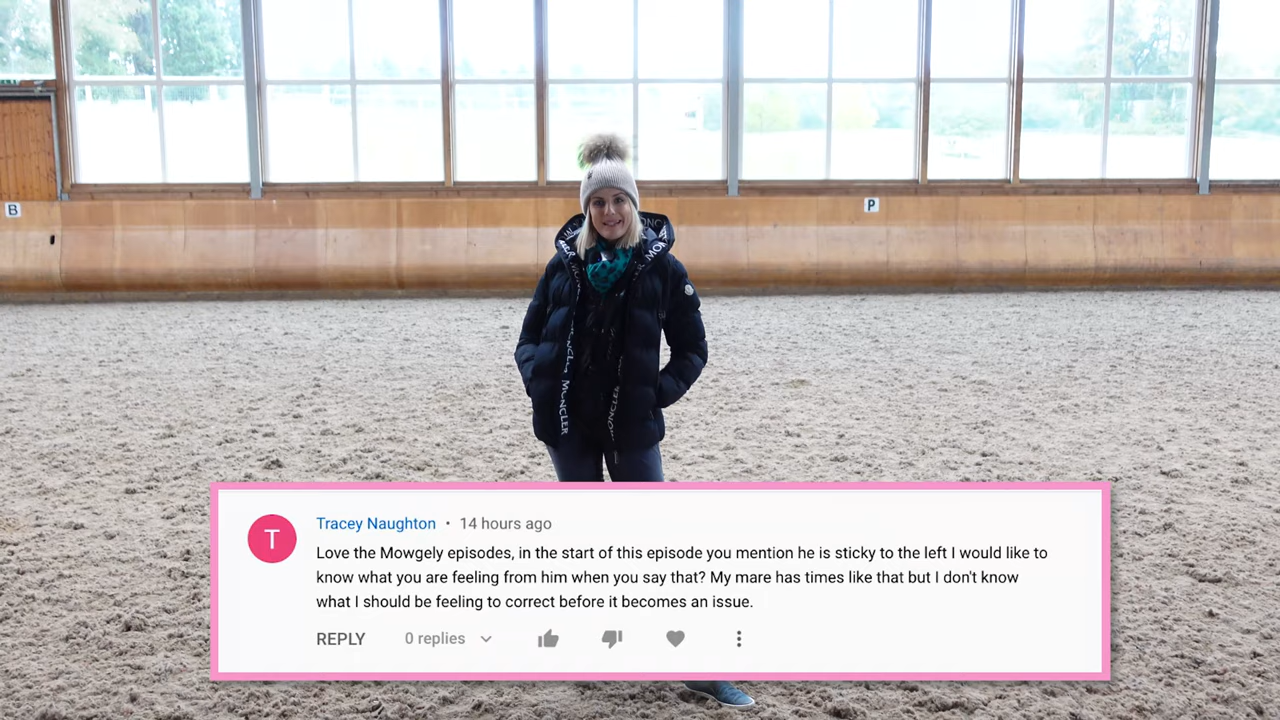 B
P
MONCLER
MONCLER
Tracey Naughton • 14 hours ago
T
Love the Mowgely episodes, in the start of this episode you mention he is sticky to the left I would like to
know what you are feeling from him when you say that? My mare has times like that but I don't know
what I should be feeling to correct before it becomes an issue.
REPLY
0 replies